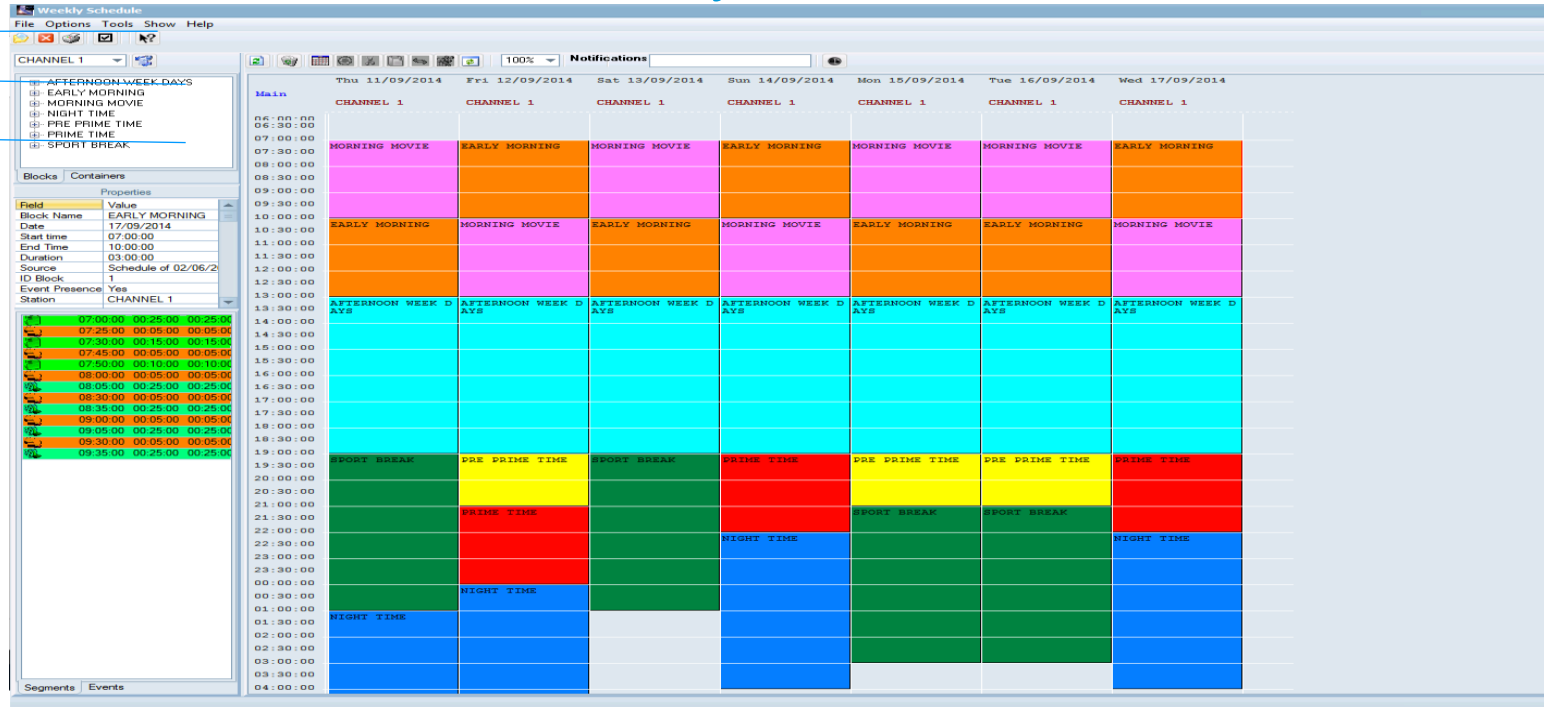 Weekly Schedule
File Options Tools Show Help
CHANNEL 1
100% Notifications
AFTERNOON WEEK DAYS
EARLY MORNING
MORNING MOVIE
NIGHT TIME
PRE PRIME TIME
PRIME TIME
SPORT BREAK
Blocks Containers
Properties
Field Value
Block Name EARLY MORNING
Date 17/09/2014
Start time 07:00:00
End Time 10:00:00
Duration 03:00:00
Source Schedule of 02/06/2
ID Block 1
Event Presence Yes
Station CHANNEL 1
07:00:00 00:25:00 00:25:00
07:25:00 00:05:00 00:05:00
07:30:00 00:15:00 00:15:00
07:45:00 00:05:00 00:05:00
07:50:00 00:10:00 00:10:00
08:00:00 00:05:00 00:05:00
08:05:00 00:25:00 00:25:00
08:30:00 00:05:00 00:05:00
08:35:00 00:25:00 00:25:00
09:00:00 00:05:00 00:05:00
09:05:00 00:25:00 00:25:00
09:30:00 00:05:00 00:05:00
09:35:00 00:25:00 00:25:00
Segments Events
Thu 11/09/2014 Fri 12/09/2014 Sat 13/09/2014 Sun 14/09/2014 Mon 15/09/2014 Tue 16/09/2014 Wed 17/09/2014
Main
CHANNEL 1 CHANNEL 1 CHANNEL 1 CHANNEL 1 CHANNEL 1 CHANNEL 1 CHANNEL 1
06:00:00
06:30:00
07:00:00
07:30:00 MORNING MOVIE EARLY MORNING MORNING MOVIE EARLY MORNING MORNING MOVIE MORNING MOVIE EARLY MORNING
08:00:00
08:30:00
09:00:00
09:30:00
10:00:00
10:30:00 EARLY MORNING MORNING MOVIE EARLY MORNING MORNING MOVIE EARLY MORNING EARLY MORNING MORNING MOVIE
11:00:00
11:30:00
12:00:00
12:30:00
13:00:00
13:30:00 AFTERNOON WEEK D AFTERNOON WEEK D AFTERNOON WEEK D AFTERNOON WEEK D AFTERNOON WEEK D AFTERNOON WEEK D AFTERNOON WEEK D
AYS AYS AYS AYS AYS AYS AYS
14:00:00
14:30:00
15:00:00
15:30:00
16:00:00
16:30:00
17:00:00
17:30:00
18:00:00
18:30:00
19:00:00
19:30:00 SPORT BREAK PRE PRIME TIME SPORT BREAK PRIME TIME PRE PRIME TIME PRE PRIME TIME PRIME TIME
20:00:00
20:30:00
21:00:00
21:30:00 PRIME TIME SPORT BREAK SPORT BREAK
22:00:00
22:30:00 NIGHT TIME NIGHT TIME
23:00:00
23:30:00
00:00:00
00:30:00 NIGHT TIME
01:00:00
01:30:00 NIGHT TIME
02:00:00
02:30:00
03:00:00
03:30:00
04:00:00